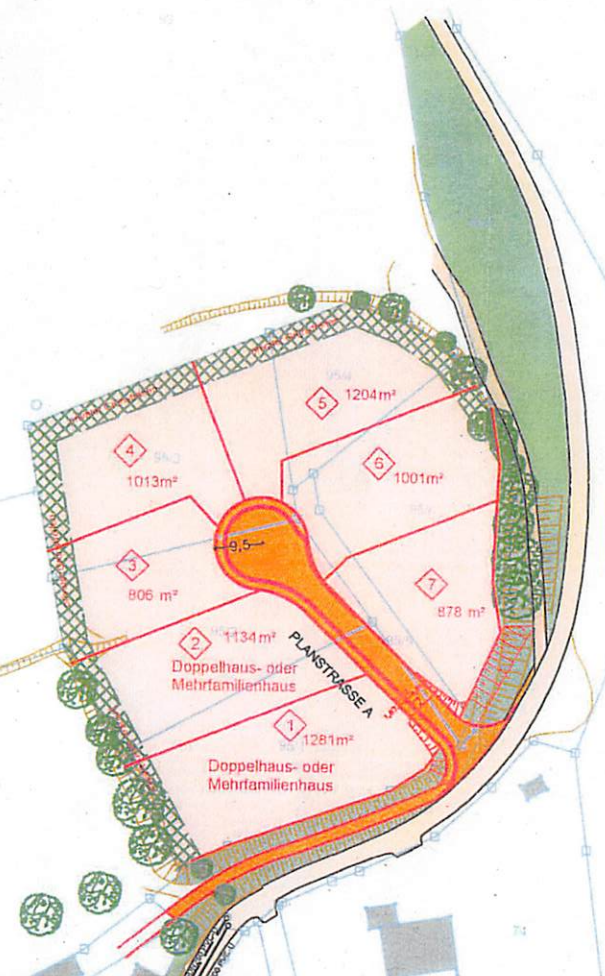 5
1204m²
4
1013m²
6
1001m²
9,5
3
806 m²
7
878 m²
2
1134m²
Doppelhaus- oder
Mehrfamilienhaus
PLANSTRASSE A
1
1281m²
Doppelhaus- oder
Mehrfamilienhaus
74